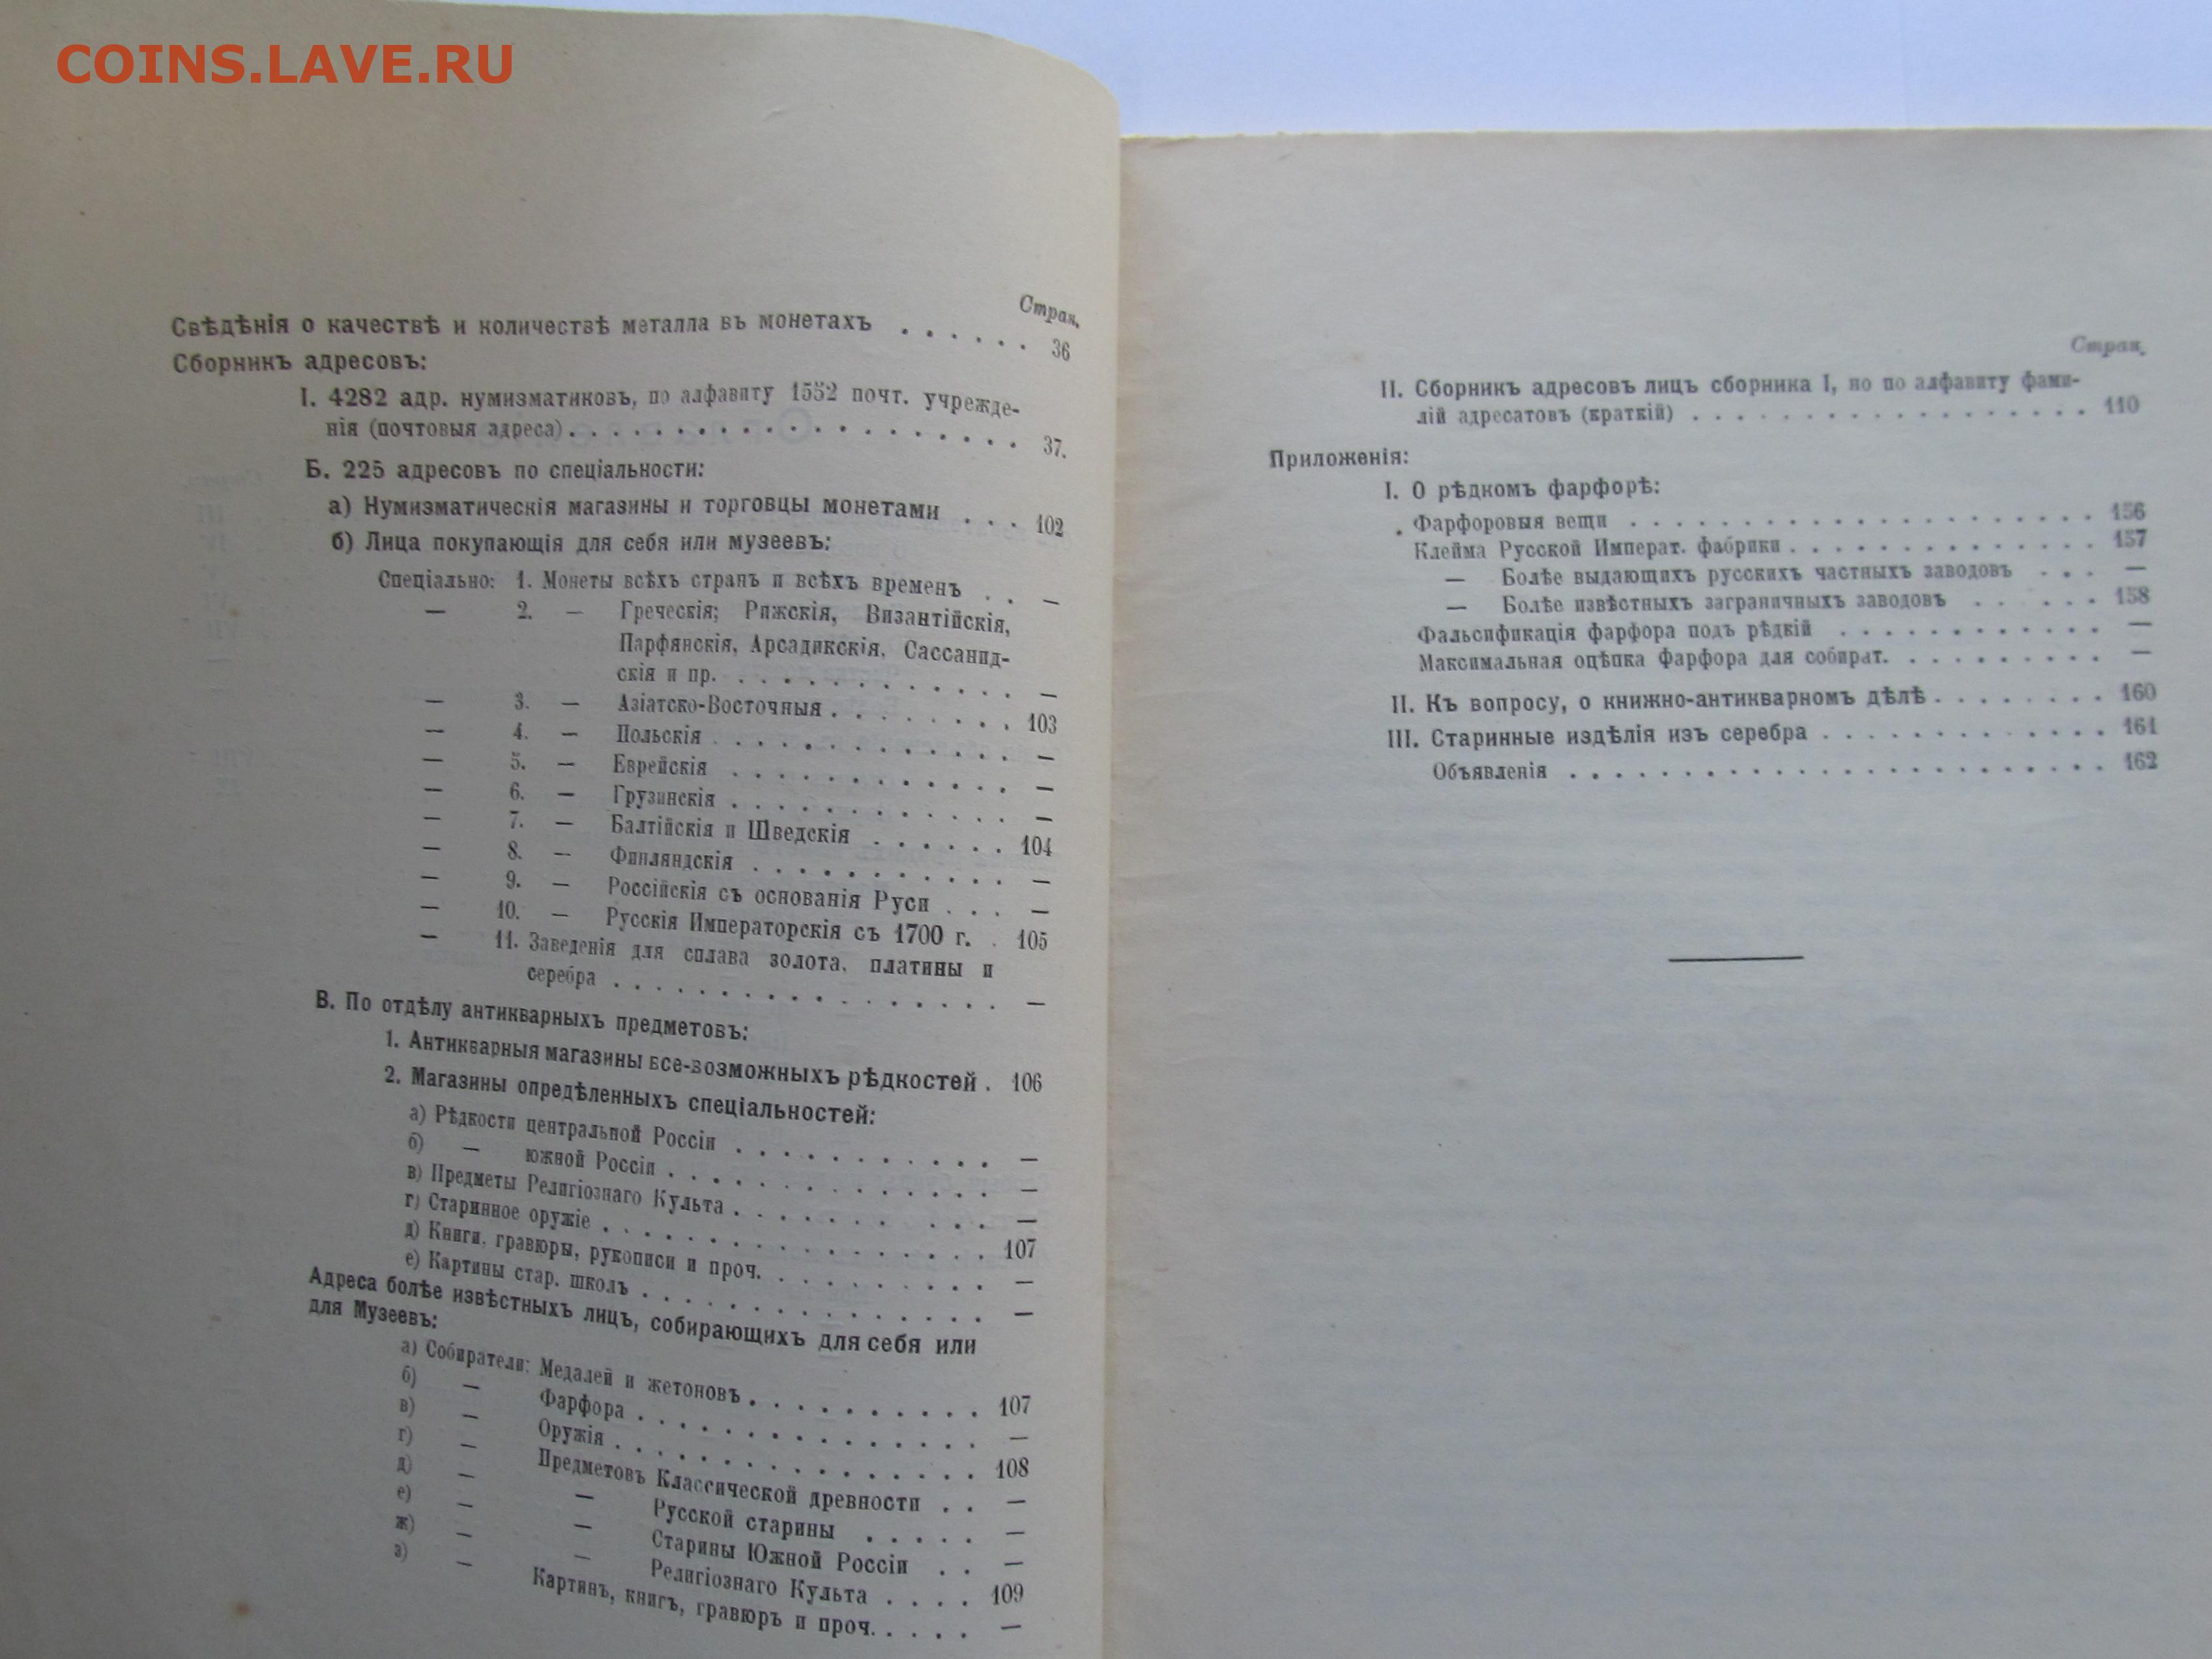 COINS.LAVE.RU
Стран.
Свѣдѣнія о качествѣ и количествѣ металла въ монетахъ . . . . . . 36
Сборникъ адресовъ:
I. 4282 адр. нумизматиковъ, по алфавиту 1552 почт. учрежде-
нія (почтовыя адреса). . . . . . . . . . . . . . . . . . 37.
Б. 225 адресовъ по спеціальности:
а) Нумизматическія магазины и торговцы монетами . . . 102
б) Лица покупающія для себя или музеевъ:
Спеціально: 1. Монеты всѣхъ странъ и всѣхъ временъ . . —
— 2. — Греческія; Рижскія, Византійскія,
Парфянскія, Арсадикскія, Сассанид-
скія и пр. . . . . . . . . . . . . —
— 3. — Азіатско-Восточныя . . . . . . . . 103
— 4. — Польскія . . . . . . . . . . . . . —
— 5. — Еврейскія . . . . . . . . . . . . —
— 6. — Грузинскія . . . . . . . . . . . . —
— 7. — Балтійскія и Шведскія . . . . . . 104
— 8. — Финляндскія . . . . . . . . . . . —
— 9. — Россійскія съ основанія Руси . . . —
— 10. — Русскія Императорскія съ 1700 г. . 105
— 11. Заведенія для сплава золота, платины и
серебра . . . . . . . . . . . . . . . . . —
В. По отдѣлу антикварныхъ предметовъ:
1. Антикварныя магазины все-возможныхъ рѣдкостей . 106
2. Магазины опредѣленныхъ спеціальностей:
а) Рѣдкости центральной Россіи . . . . . . . . . . . —
б) — южной Россіи . . . . . . . . . . . . . . —
в) Предметы Религіознаго Культа . . . . . . . . . . —
г) Старинное оружіе . . . . . . . . . . . . . . . . 107
д) Книги, гравюры, рукописи и проч. . . . . . . . . . —
е) Картины стар. школъ . . . . . . . . . . . . . . . —
Адреса болѣе извѣстныхъ лицъ, собирающихъ для себя или
для Музеевъ:
а) Собиратели: Медалей и жетоновъ . . . . . . . . . . 107
б) — Фарфора . . . . . . . . . . . . . . . —
в) — Оружія . . . . . . . . . . . . . . . . 108
г) — Предметовъ Классической древности . . —
д) — — Русской старины . . . . . —
е) — — Старины Южной Россіи . . —
ж) — — Религіознаго Культа . . . . 109
з) — Картинъ, книгъ, гравюръ и проч. . . . . —
Стран.
II. Сборникъ адресовъ лицъ сборника I, но по алфавиту фами-
лій адресатовъ (краткій) . . . . . . . . . . . . . . . . 110
Приложенія:
I. О рѣдкомъ фарфорѣ:
Фарфоровыя вещи . . . . . . . . . . . . . . . . . . . 156
Клейма Русской Императ. фабрики . . . . . . . . . . . . 157
— Болѣе выдающихъ русскихъ частныхъ заводовъ . . . —
— Болѣе извѣстныхъ заграничныхъ заводовъ . . . . . 158
Фальсификація фарфора подъ рѣдкій . . . . . . . . . . . —
Максимальная оцѣпка фарфора для собират. . . . . . . . . —
II. Къ вопросу, о книжно-антикварномъ дѣлѣ . . . . . . . . 160
III. Старинные издѣлія изъ серебра . . . . . . . . . . . . . 161
Объявленія . . . . . . . . . . . . . . . . . . . . . . 162